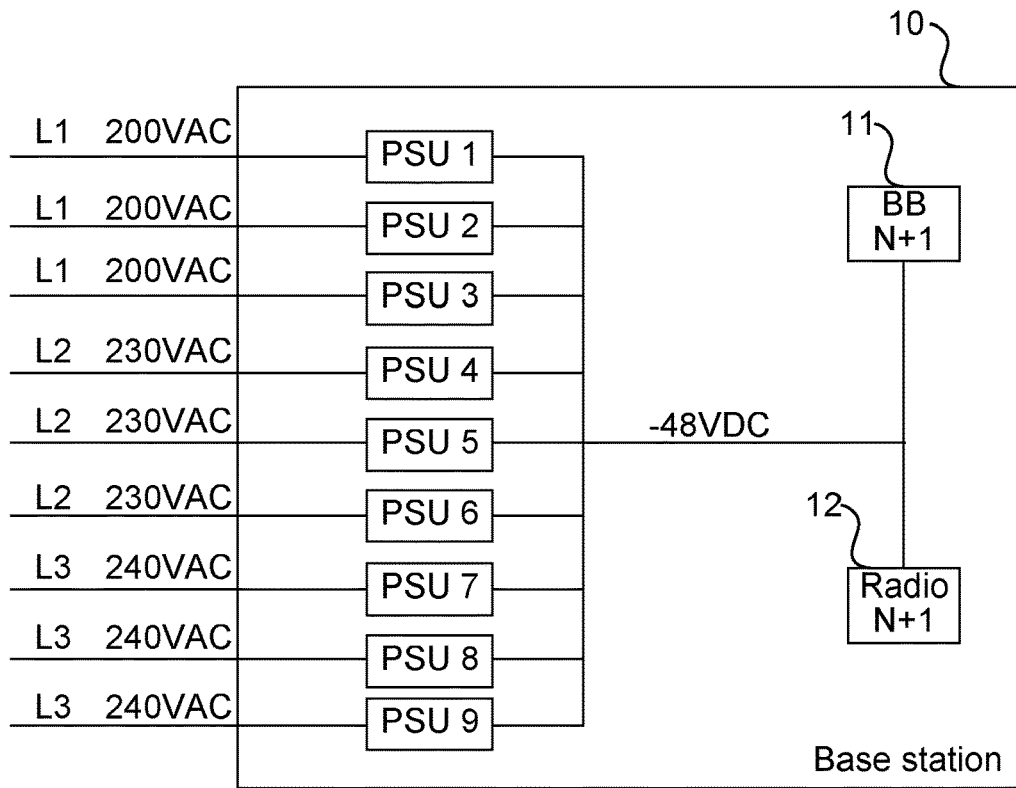 10
11
L1 200VAC PSU 1
BB
N+1
L1 200VAC PSU 2
L1 200VAC PSU 3
L2 230VAC PSU 4
L2 230VAC PSU 5
-48VDC
L2 230VAC PSU 6
12
L3 240VAC PSU 7
Radio
N+1
L3 240VAC PSU 8
L3 240VAC PSU 9
Base station